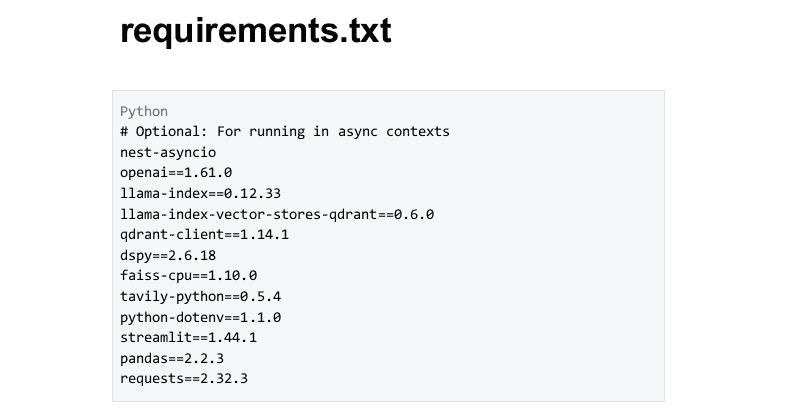 requirements.txt
Python
# Optional: For running in async contexts
nest-asyncio
openai==1.61.0
llama-index==0.12.33
llama-index-vector-stores-qdrant==0.6.0
qdrant-client==1.14.1
dspy==2.6.18
faiss-cpu==1.10.0
tavily-python==0.5.4
python-dotenv==1.1.0
streamlit==1.44.1
pandas==2.2.3
requests==2.32.3